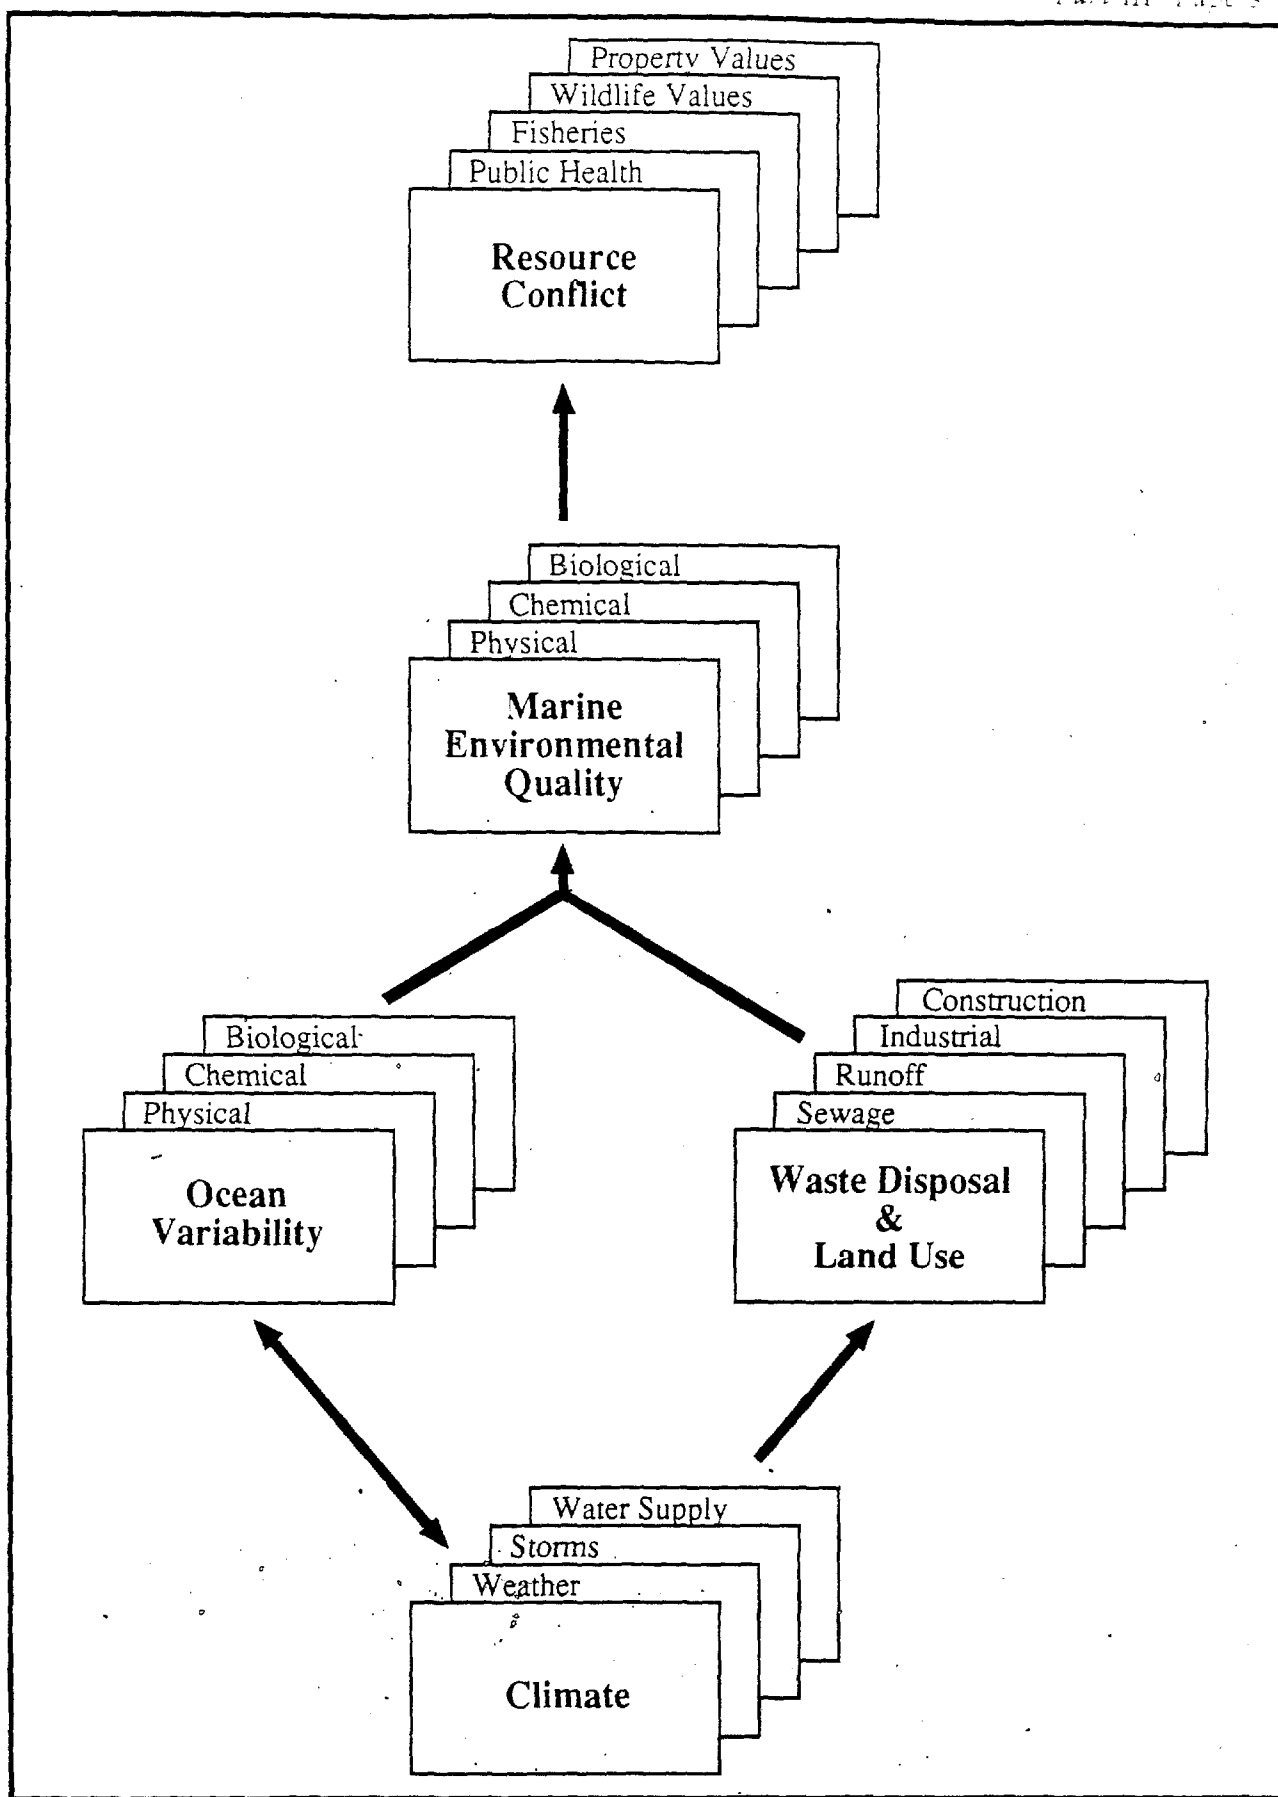 Property Values
Wildlife Values
Fisheries
Public Health
Resource
Conflict
Biological
Chemical
Physical
Marine
Environmental
Quality
Biological
Chemical
Physical
Ocean
Variability
Construction
Industrial
Runoff
Sewage
Waste Disposal
&
Land Use
Water Supply
Storms
Weather
Climate